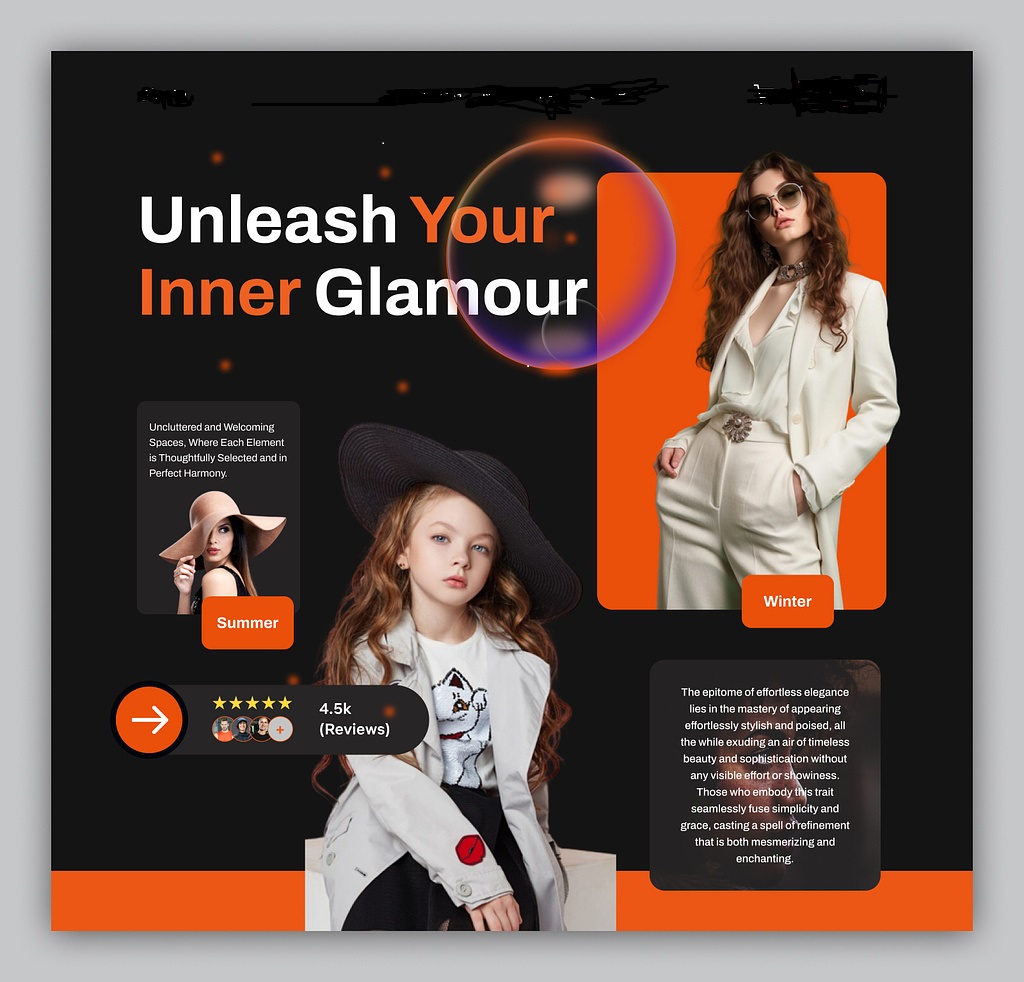 Unleash Your
Inner Glamour
Uncluttered and Welcoming
Spaces, Where Each Element
is Thoughtfully Selected and in
Perfect Harmony.
Summer
Winter
4.5k
(Reviews)
The epitome of effortless elegance
lies in the mastery of appearing
effortlessly stylish and poised, all
the while exuding an air of timeless
beauty and sophistication without
any visible effort or showiness.
Those who embody this trait
seamlessly fuse simplicity and
grace, casting a spell of refinement
that is both mesmerizing and
enchanting.